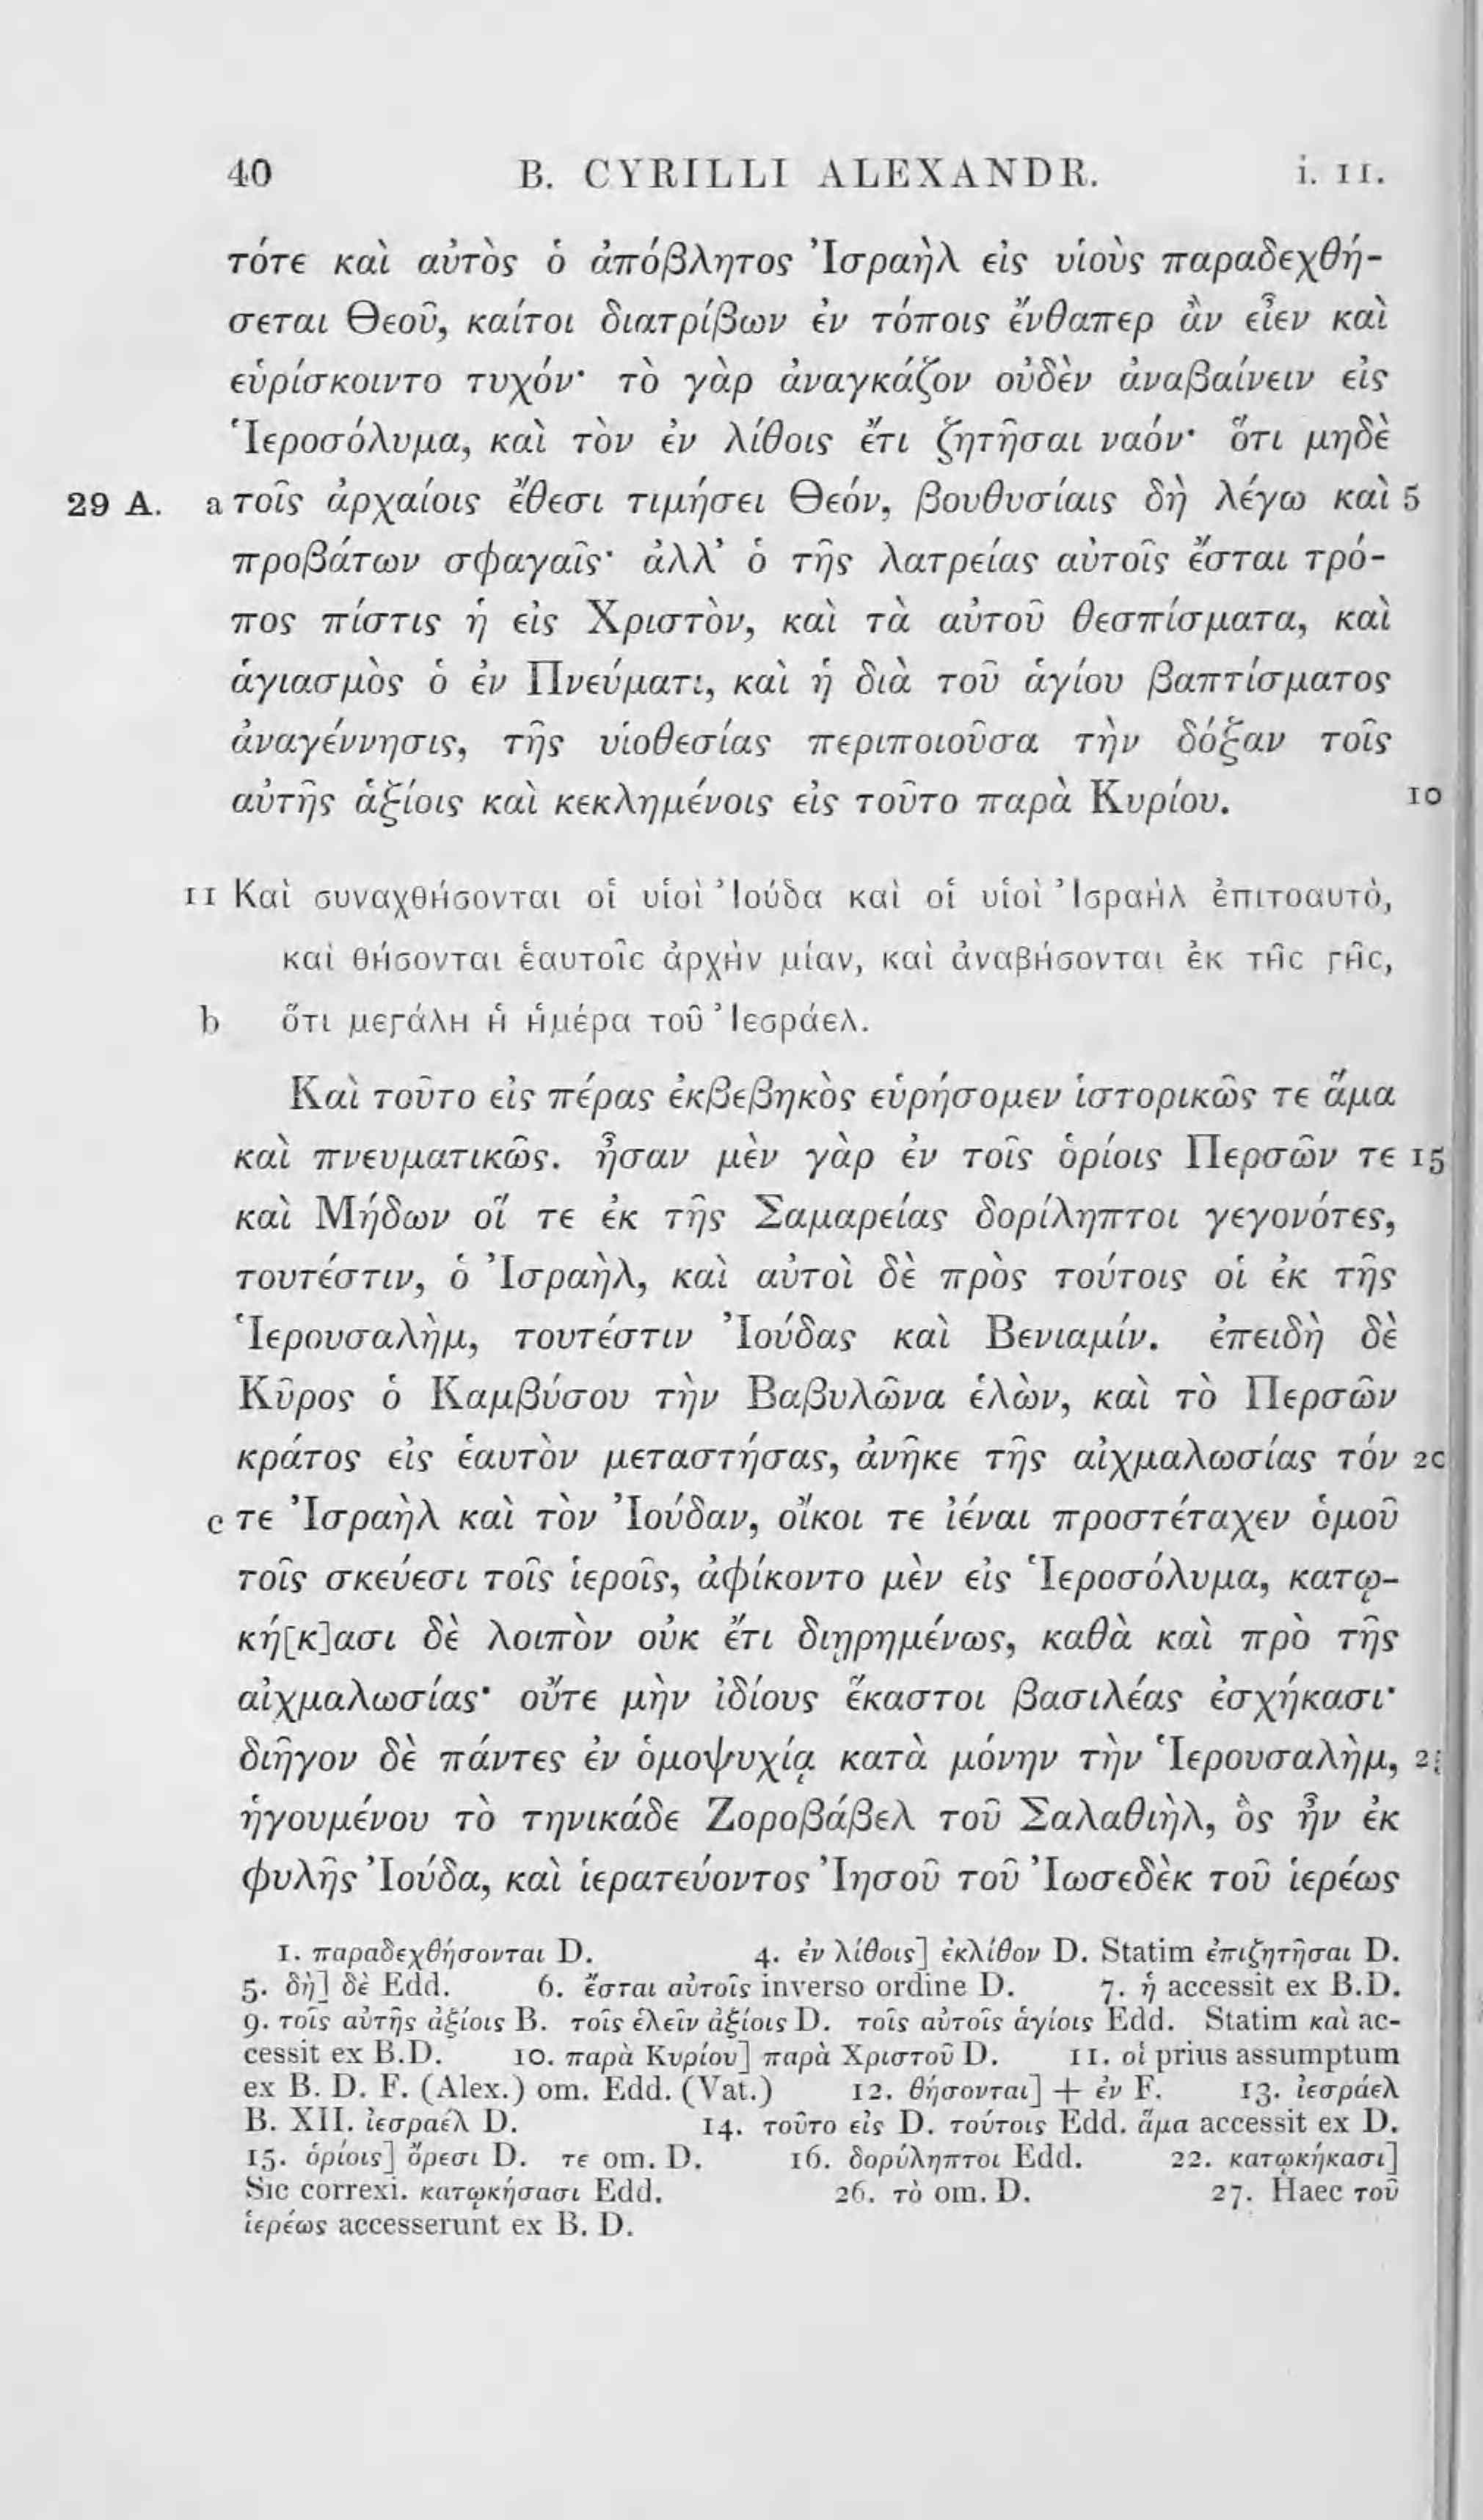 40 B. CYRILLI ALEXANDR. i. 11.
τότε καὶ αὐτὸς ὁ ἀπόβλητος Ἰσραὴλ εἰς υἱοὺς παραδεχθή-
σεται Θεοῦ, καίτοι διατρίβων ἐν τόποις ἔνθαπερ ἂν εἶεν καὶ
εὑρίσκοιντο τυχόν· τὸ γὰρ ἀναγκάζον οὐδὲν ἀναβαίνειν εἰς
Ἱεροσόλυμα, καὶ τὸν ἐν λίθοις ἔτι ζητῆσαι ναόν· ὅτι μηδὲ
29 A. a τοῖς ἀρχαίοις ἔθεσι τιμήσει Θεόν, βουθυσίαις δὴ λέγω καὶ 5
προβάτων σφαγαῖς· ἀλλ' ὁ τῆς λατρείας αὐτοῖς ἔσται τρό-
πος πίστις ἡ εἰς Χριστὸν, καὶ τὰ αὐτοῦ θεσπίσματα, καὶ
ἁγιασμὸς ὁ ἐν Πνεύματι, καὶ ἡ διὰ τοῦ ἁγίου βαπτίσματος
ἀναγέννησις, τῆς υἱοθεσίας περιποιοῦσα τὴν δόξαν τοῖς
αὐτῆς ἀξίοις καὶ κεκλημένοις εἰς τοῦτο παρὰ Κυρίου. 10
11 Καὶ συναχθήσονται οἱ υἱοὶ Ἰούδα καὶ οἱ υἱοὶ Ἰσραὴλ ἐπιτοαυτὸ,
καὶ θήσονται ἑαυτοῖς ἀρχὴν μίαν, καὶ ἀναβήσονται ἐκ τῆς γῆς,
b ὅτι μεγάλη ἡ ἡμέρα τοῦ Ἰεσράελ.
Καὶ τοῦτο εἰς πέρας ἐκβεβηκὸς εὑρήσομεν ἱστορικῶς τε ἅμα
καὶ πνευματικῶς. ἦσαν μὲν γὰρ ἐν τοῖς ὁρίοις Περσῶν τε 15
καὶ Μήδων οἵ τε ἐκ τῆς Σαμαρείας δορίληπτοι γεγονότες,
τουτέστιν, ὁ Ἰσραὴλ, καὶ αὐτοὶ δὲ πρὸς τούτοις οἱ ἐκ τῆς
Ἱερουσαλὴμ, τουτέστιν Ἰούδας καὶ Βενιαμίν. ἐπειδὴ δὲ
Κῦρος ὁ Καμβύσου τὴν Βαβυλῶνα ἑλὼν, καὶ τὸ Περσῶν
κράτος εἰς ἑαυτὸν μεταστήσας, ἀνῆκε τῆς αἰχμαλωσίας τόν 20
c τε Ἰσραὴλ καὶ τὸν Ἰούδαν, οἴκοι τε ἰέναι προστέταχεν ὁμοῦ
τοῖς σκεύεσι τοῖς ἱεροῖς, ἀφίκοντο μὲν εἰς Ἱεροσόλυμα, κατῳ-
κή[κ]ασι δὲ λοιπὸν οὐκ ἔτι διῃρημένως, καθὰ καὶ πρὸ τῆς
αἰχμαλωσίας· οὔτε μὴν ἰδίους ἕκαστοι βασιλέας ἐσχήκασι·
διῆγον δὲ πάντες ἐν ὁμοψυχίᾳ κατὰ μόνην τὴν Ἱερουσαλὴμ, 25
ἡγουμένου τὸ τηνικάδε Ζοροβάβελ τοῦ Σαλαθιὴλ, ὃς ἦν ἐκ
φυλῆς Ἰούδα, καὶ ἱερατεύοντος Ἰησοῦ τοῦ Ἰωσεδὲκ τοῦ ἱερέως
1. παραδεχθήσονται D. 4. ἐν λίθοις] ἐκλίθον D. Statim ἐπιζητῆσαι D.
5. δὴ] δὲ Edd. 6. ἔσται αὐτοῖς inverso ordine D. 7. ἡ accessit ex B.D.
9. τοῖς αὐτῆς ἀξίοις B. τοῖς ἑλεῖν ἀξίοις D. τοῖς αὐτοῖς ἁγίοις Edd. Statim καὶ ac-
cessit ex B.D. 10. παρὰ Κυρίου] παρὰ Χριστοῦ D. 11. οἱ prius assumptum
ex B. D. F. (Alex.) om. Edd. (Vat.) 12. θήσονται] + ἐν F. 13. ἰεσράελ
B. XII. ἰεσραέλ D. 14. τοῦτο εἰς D. τούτοις Edd. ἅμα accessit ex D.
15. ὁρίοις] ὄρεσι D. τε om. D. 16. δορύληπτοι Edd. 22. κατῳκήκασι]
Sic correxi. κατῳκήσασι Edd. 26. τὸ om. D. 27. Haec τοῦ
ἱερέως accesserunt ex B. D.